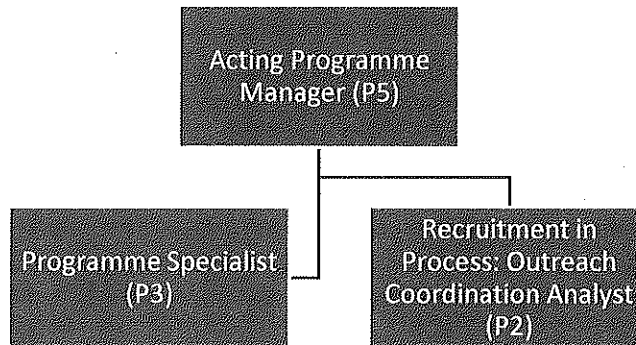 Acting Programme
Manager (P5)
Programme Specialist
(P3)
Recruitment in
Process: Outreach
Coordination Analyst
(P2)